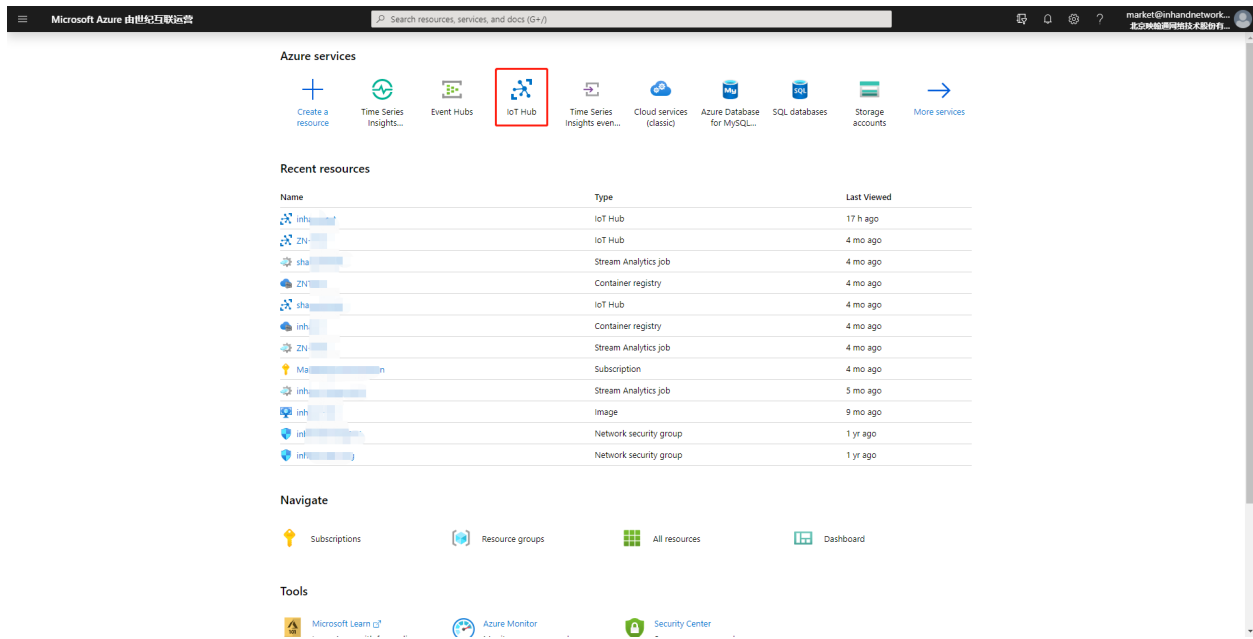 Microsoft Azure 由世纪互联运营
Search resources, services, and docs (G+/)
market@inhandnetwork...
北京映翰通网络技术股份有...
Azure services
Create a resource
Time Series Insights...
Event Hubs
IoT Hub
Time Series Insights even...
Cloud services (classic)
Azure Database for MySQL...
SQL databases
Storage accounts
More services
Recent resources
Name Type Last Viewed
IoT Hub 17 h ago
ZN- IoT Hub 4 mo ago
sha Stream Analytics job 4 mo ago
Container registry 4 mo ago
sha IoT Hub 4 mo ago
inh Container registry 4 mo ago
ZN- Stream Analytics job 4 mo ago
Ma n Subscription 4 mo ago
inh Stream Analytics job 5 mo ago
inh Image 9 mo ago
Network security group 1 yr ago
Network security group 1 yr ago
Navigate
Subscriptions
Resource groups
All resources
Dashboard
Tools
Microsoft Learn
Azure Monitor
Security Center